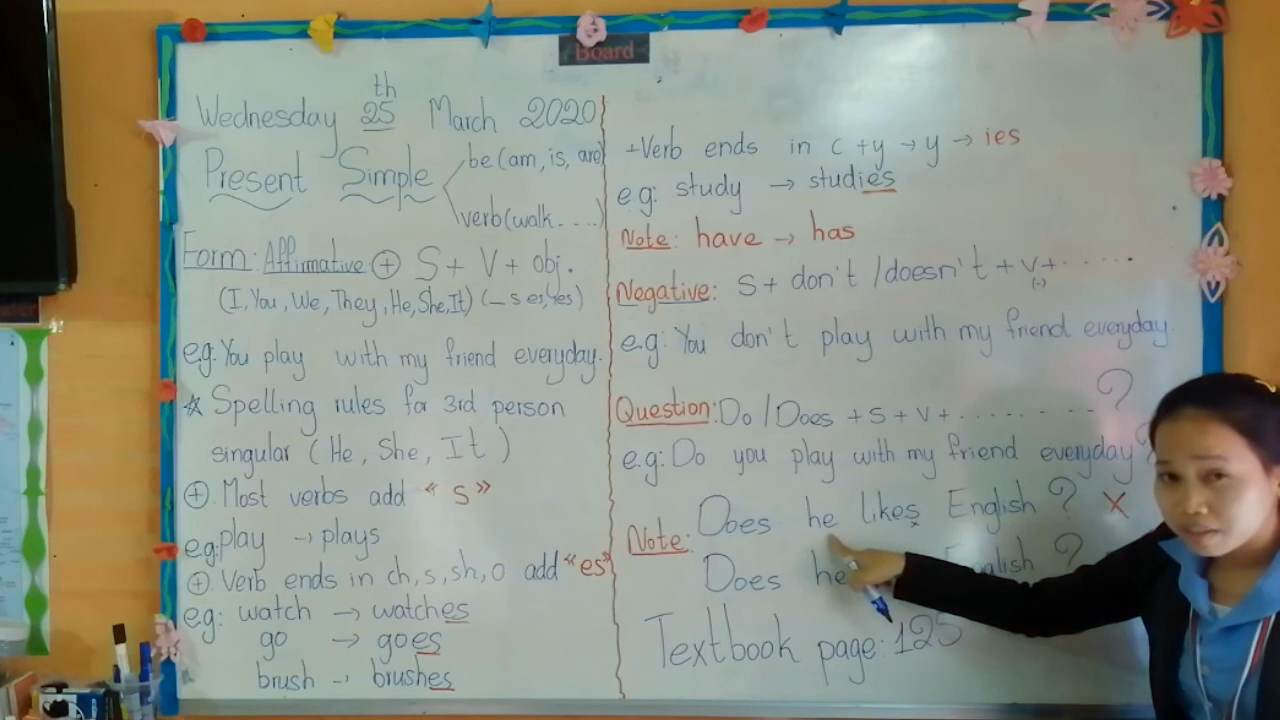 Board
Wednesday 25th March 2020
Present Simple
be (am, is, are)
verb (walk....)
Form: Affirmative ⊕ S + V + obj.
(I, You, We, They, He, She, It) (_ s es, ies)
e.g: You play with my friend everyday.
☆ Spelling rules for 3rd person
singular (He, She, It)
⊕. Most verbs add “s”
e.g: play → plays
⊕ Verb ends in ch, s, sh, o add “es”
eg: watch → watches
go → goes
brush → brushes
+Verb ends in c + y → y → ies
e.g: study → studies
Note: have → has
Negative: S + don't / doesn't + V + ......
(-)
e.g: You don't play with my friend everyday.
Question: Do / Does + S + V + ........ ?
e.g: Do you play with my friend everyday?
Note: Does he likes English ? X
Does he English ?
Textbook page: 125